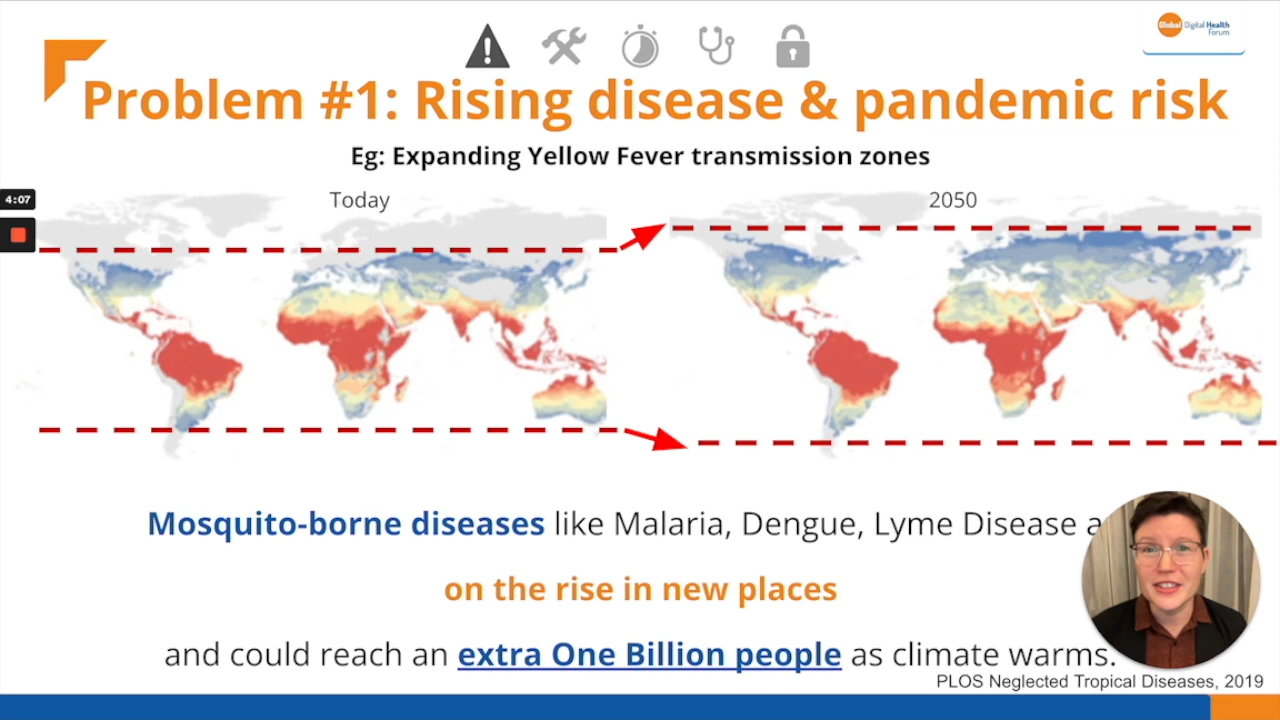 Global Digital Health
Forum
Problem #1: Rising disease & pandemic risk
Eg: Expanding Yellow Fever transmission zones
4:07
Today
2050
Mosquito-borne diseases like Malaria, Dengue, Lyme Disease
on the rise in new places
and could reach an extra One Billion people as climate warms.
PLOS Neglected Tropical Diseases, 2019